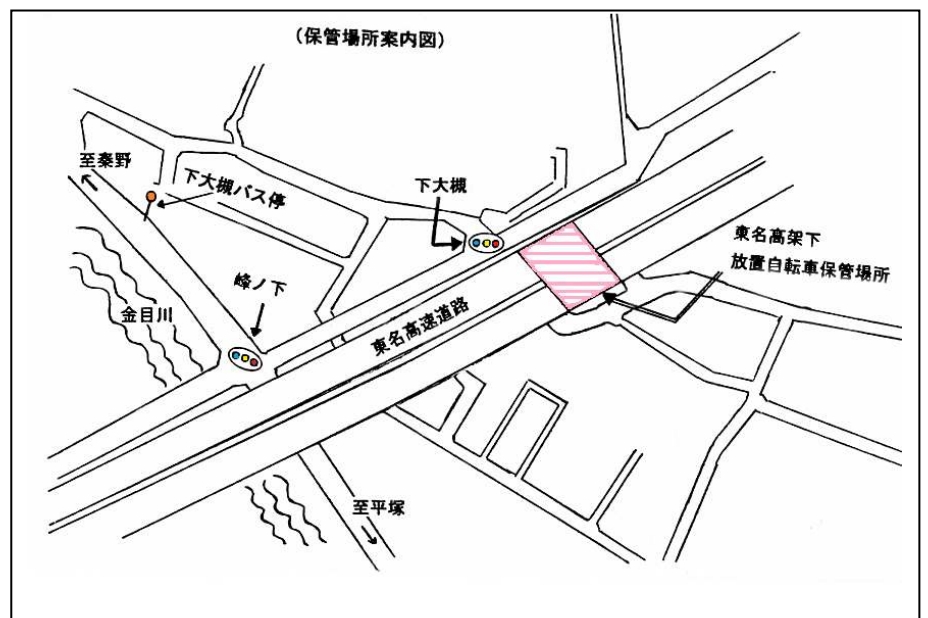 （保管場所案内図）
至秦野
下大槻バス停
下大槻
東名高架下
放置自転車保管場所
峰ノ下
金目川
東名高速道路
至平塚